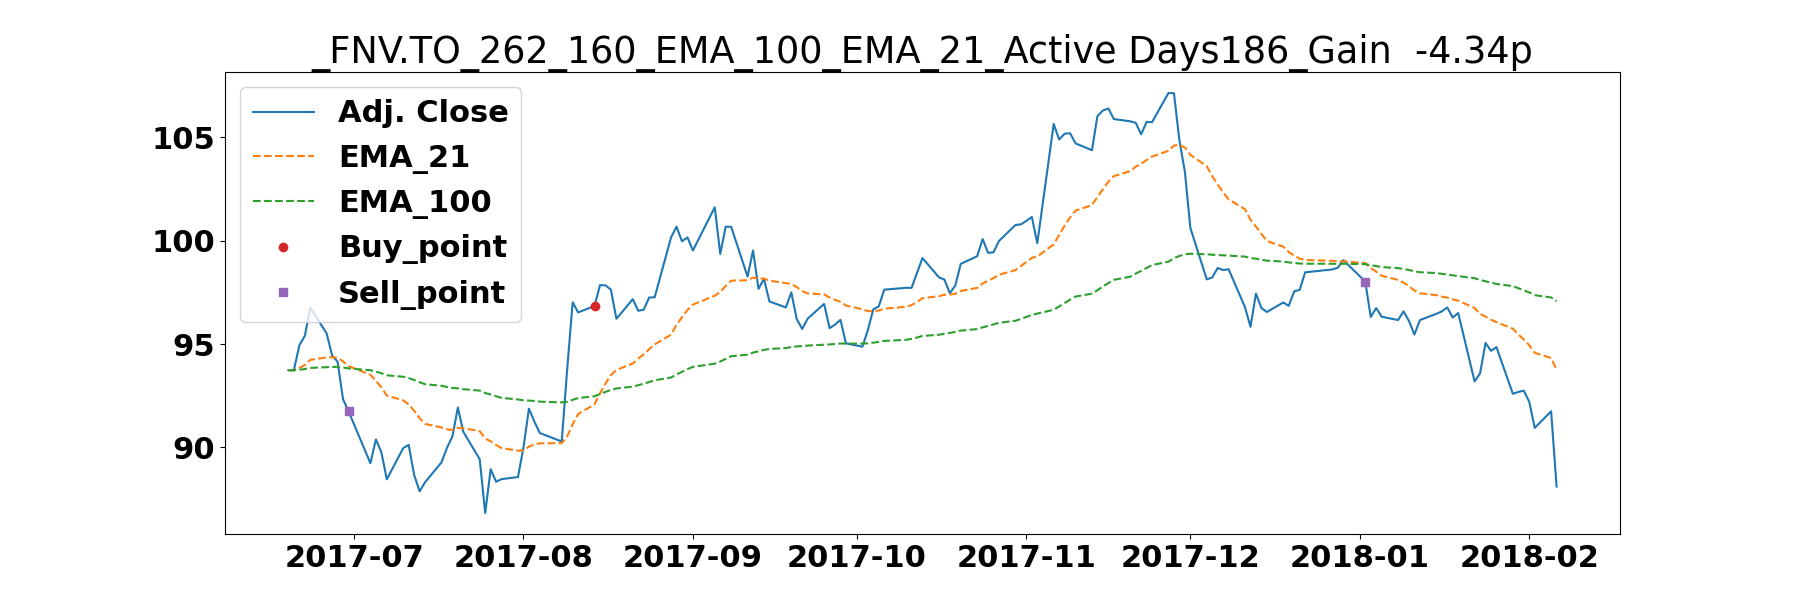 _FNV.TO_262_160_EMA_100_EMA_21_Active Days186_Gain  -4.34p
Adj. Close
EMA_21
EMA_100
Buy_point
Sell_point
105
100
95
90
2017-07 2017-08 2017-09 2017-10 2017-11 2017-12 2018-01 2018-02